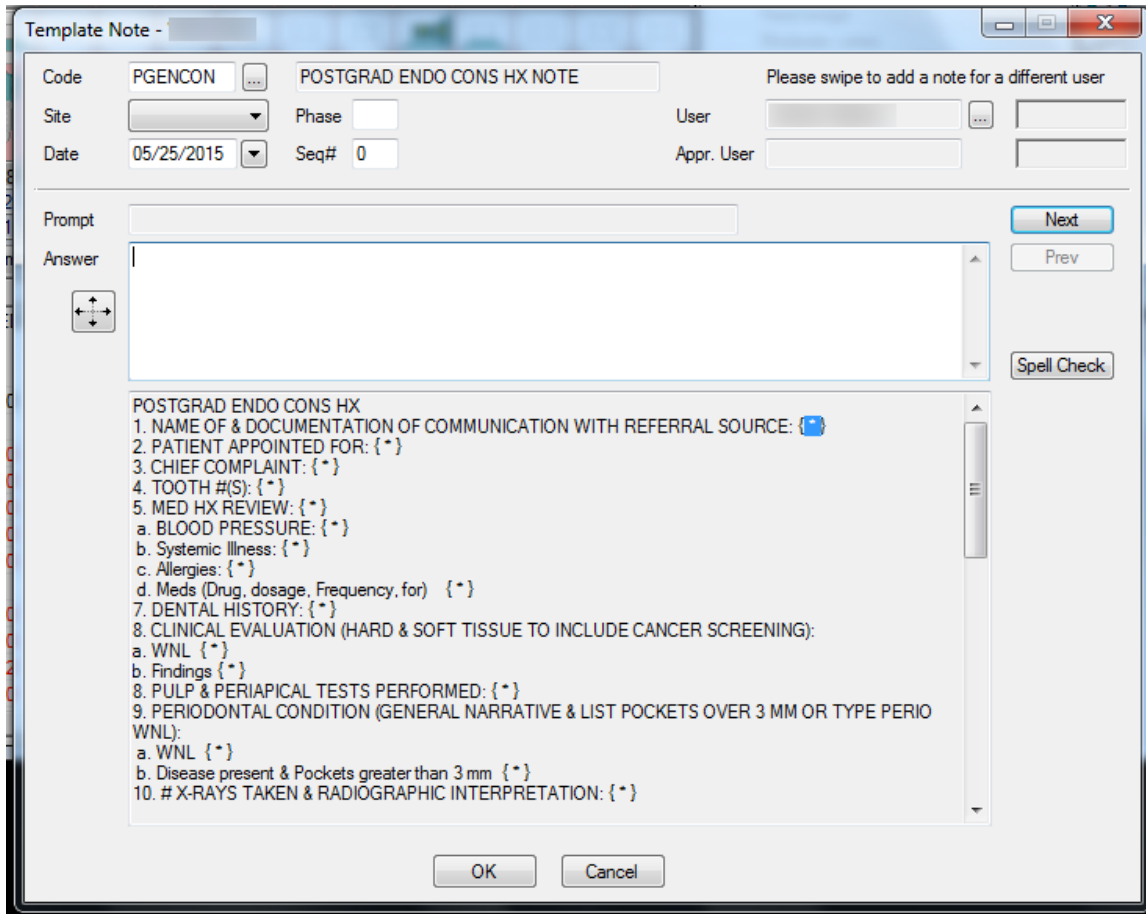 Template Note -
Code PGENCON ... POSTGRAD ENDO CONS HX NOTE Please swipe to add a note for a different user
Site Phase User ...
Date 05/25/2015 Seq# 0 Appr. User
Prompt Next
Answer Prev
Spell Check
POSTGRAD ENDO CONS HX
1. NAME OF & DOCUMENTATION OF COMMUNICATION WITH REFERRAL SOURCE: {*}
2. PATIENT APPOINTED FOR: {*}
3. CHIEF COMPLAINT: {*}
4. TOOTH #(S): {*}
5. MED HX REVIEW: {*}
a. BLOOD PRESSURE: {*}
b. Systemic Illness: {*}
c. Allergies: {*}
d. Meds (Drug, dosage, Frequency, for) {*}
7. DENTAL HISTORY: {*}
8. CLINICAL EVALUATION (HARD & SOFT TISSUE TO INCLUDE CANCER SCREENING):
a. WNL {*}
b. Findings {*}
8. PULP & PERIAPICAL TESTS PERFORMED: {*}
9. PERIODONTAL CONDITION (GENERAL NARRATIVE & LIST POCKETS OVER 3 MM OR TYPE PERIO
WNL):
a. WNL {*}
b. Disease present & Pockets greater than 3 mm {*}
10. # X-RAYS TAKEN & RADIOGRAPHIC INTERPRETATION: {*}
OK Cancel